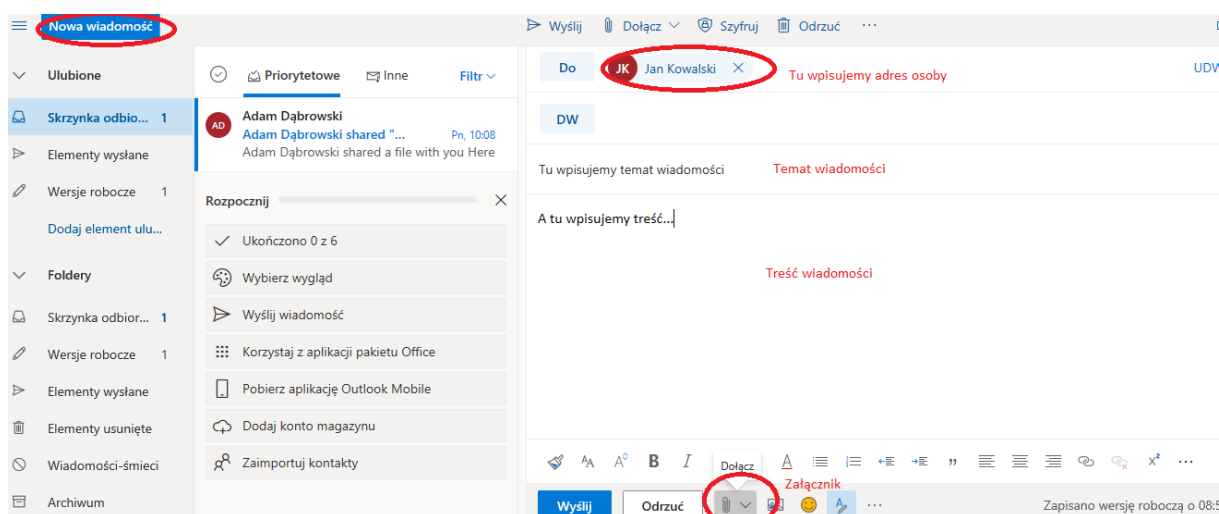 Nowa wiadomość
Wyślij Dołącz Szyfruj Odrzuć ...
Ulubione
Skrzynka odbio... 1
Elementy wysłane
Wersje robocze 1
Dodaj element ulu...
Foldery
Skrzynka odbior... 1
Wersje robocze 1
Elementy wysłane
Elementy usunięte
Wiadomości-śmieci
Archiwum
Priorytetowe Inne Filtr
AD
Adam Dąbrowski
Adam Dąbrowski shared "... Pn, 10:08
Adam Dąbrowski shared a file with you Here
Rozpocznij
Ukończono 0 z 6
Wybierz wygląd
Wyślij wiadomość
Korzystaj z aplikacji pakietu Office
Pobierz aplikację Outlook Mobile
Dodaj konto magazynu
Zaimportuj kontakty
Do JK Jan Kowalski Tu wpisujemy adres osoby UDW
DW
Tu wpisujemy temat wiadomości Temat wiadomości
A tu wpisujemy treść...
Treść wiadomości
B I A x²
Dołącz
Załącznik
Wyślij Odrzuć ... Zapisano wersję roboczą o 08:5